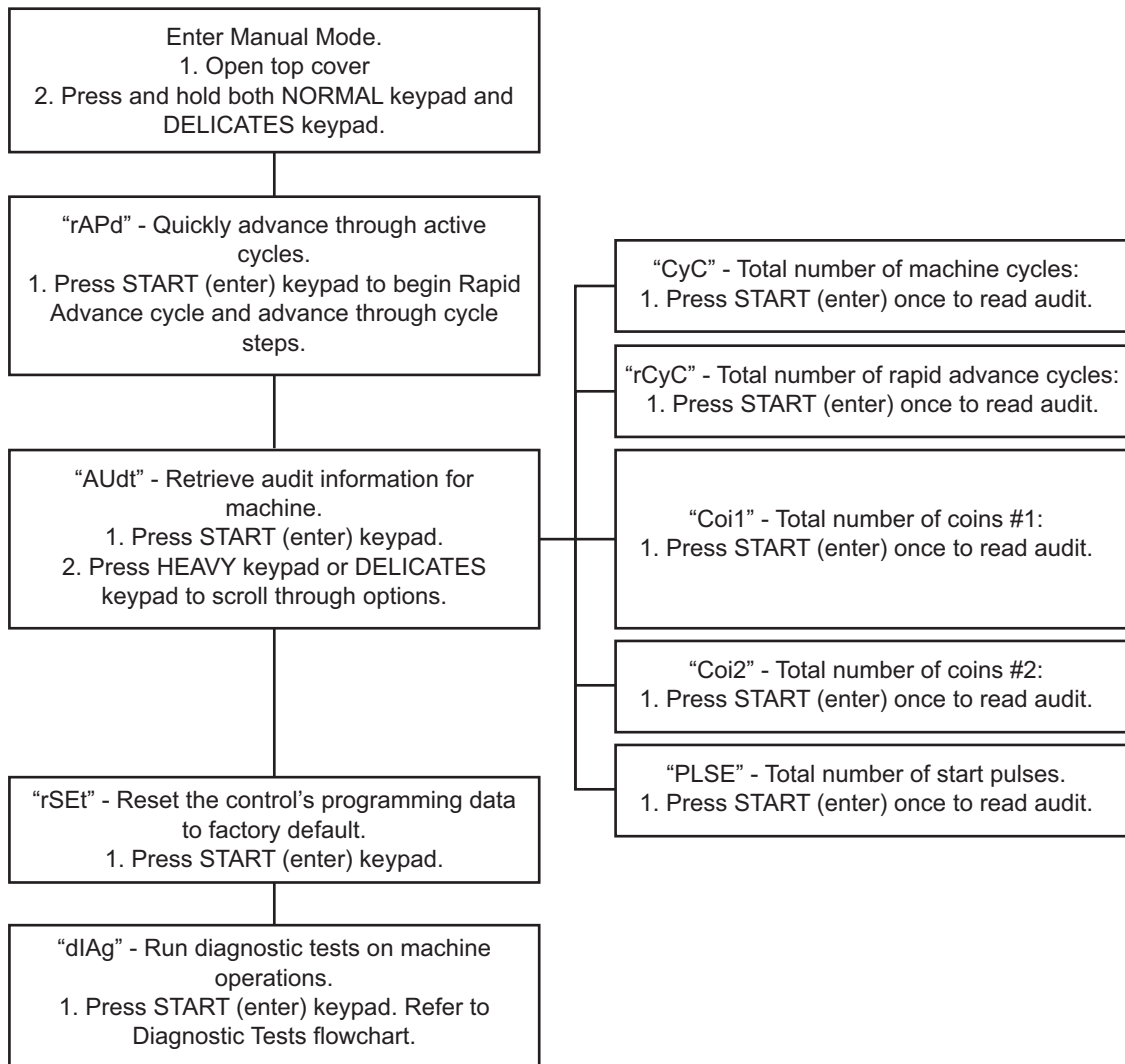 Enter Manual Mode.
1. Open top cover
2. Press and hold both NORMAL keypad and
DELICATES keypad.
“rAPd” - Quickly advance through active
cycles.
1. Press START (enter) keypad to begin Rapid
Advance cycle and advance through cycle
steps.
“AUdt” - Retrieve audit information for
machine.
1. Press START (enter) keypad.
2. Press HEAVY keypad or DELICATES
keypad to scroll through options.
“CyC” - Total number of machine cycles:
1. Press START (enter) once to read audit.
“rCyC” - Total number of rapid advance cycles:
1. Press START (enter) once to read audit.
“Coi1” - Total number of coins #1:
1. Press START (enter) once to read audit.
“Coi2” - Total number of coins #2:
1. Press START (enter) once to read audit.
“PLSE” - Total number of start pulses.
1. Press START (enter) once to read audit.
“rSEt” - Reset the control’s programming data
to factory default.
1. Press START (enter) keypad.
“dIAg” - Run diagnostic tests on machine
operations.
1. Press START (enter) keypad. Refer to
Diagnostic Tests flowchart.